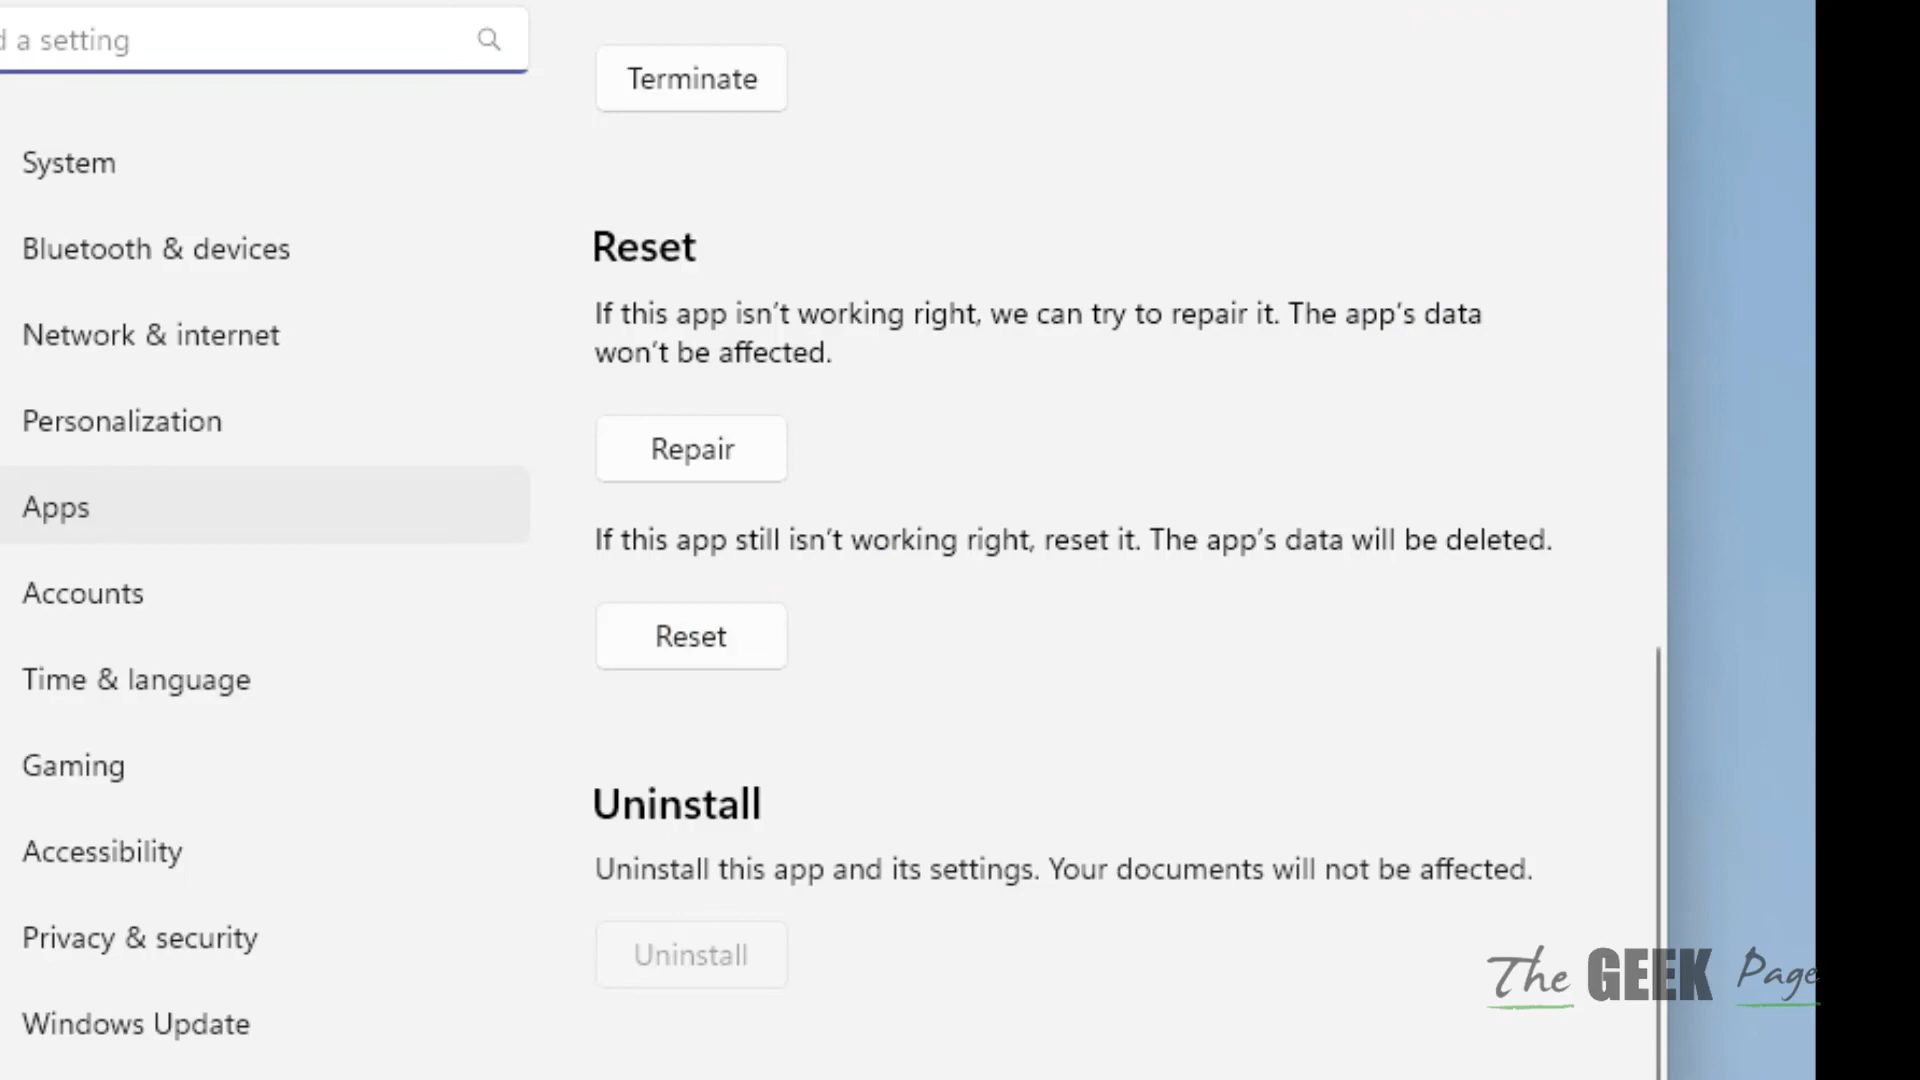 a setting
Terminate
System
Bluetooth & devices
Network & internet
Personalization
Apps
Accounts
Time & language
Gaming
Accessibility
Privacy & security
Windows Update
Reset
If this app isn’t working right, we can try to repair it. The app’s data
won’t be affected.
Repair
If this app still isn’t working right, reset it. The app’s data will be deleted.
Reset
Uninstall
Uninstall this app and its settings. Your documents will not be affected.
Uninstall
The GEEK Page